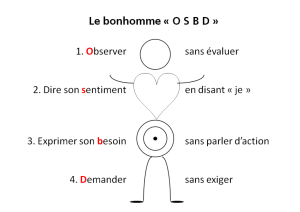 Le bonhomme « O S B D »
1. Observer sans évaluer
2. Dire son sentiment en disant « je »
3. Exprimer son besoin sans parler d'action
4. Demander sans exiger